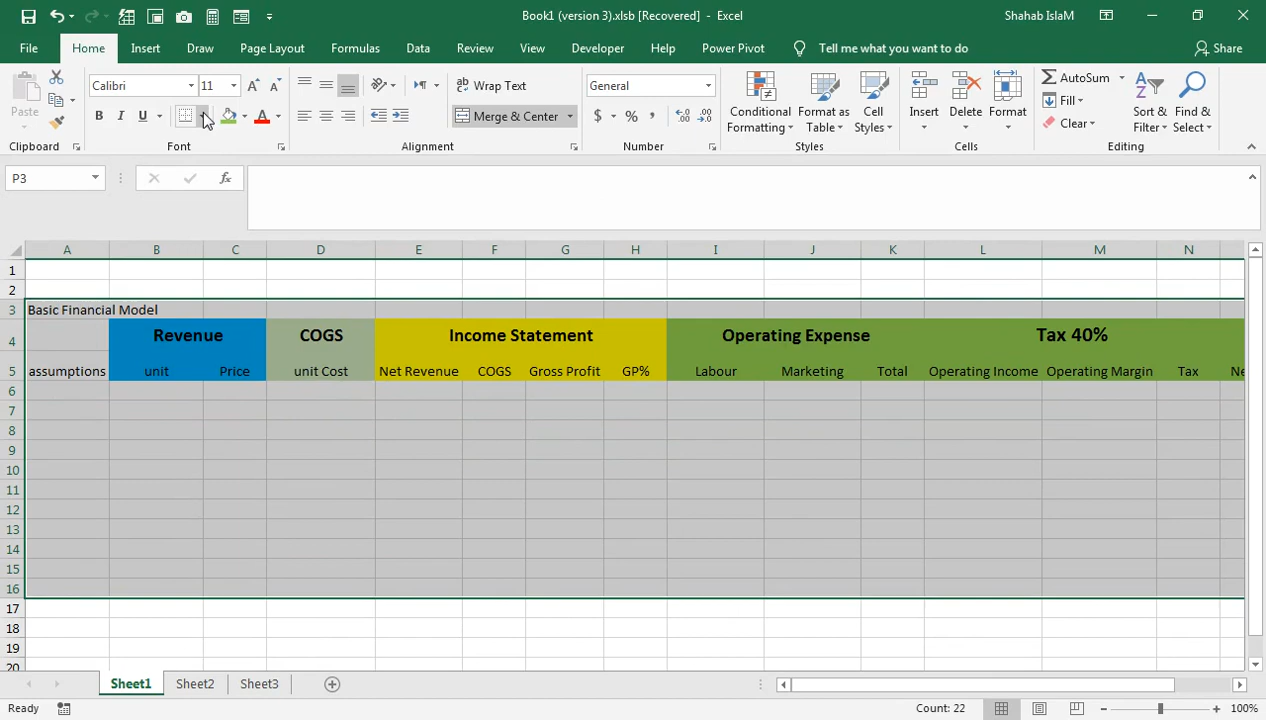 Book1 (version 3).xlsb [Recovered] - Excel
Shahab IslaM
File Home Insert Draw Page Layout Formulas Data Review View Developer Help Power Pivot Tell me what you want to do Share
Paste
Calibri 11
B I U
Wrap Text
Merge & Center
General
$ % ,
Conditional Formatting
Format as Table
Cell Styles
Insert
Delete
Format
AutoSum
Fill
Clear
Sort & Filter
Find & Select
Clipboard Font Alignment Number Styles Cells Editing
P3 fx
A B C D E F G H I J K L M N
1
2
3 Basic Financial Model
4 Revenue COGS Income Statement Operating Expense Tax 40%
5 assumptions unit Price unit Cost Net Revenue COGS Gross Profit GP% Labour Marketing Total Operating Income Operating Margin Tax
6
7
8
9
10
11
12
13
14
15
16
17
18
19
20
Sheet1 Sheet2 Sheet3
Ready Count: 22 100%